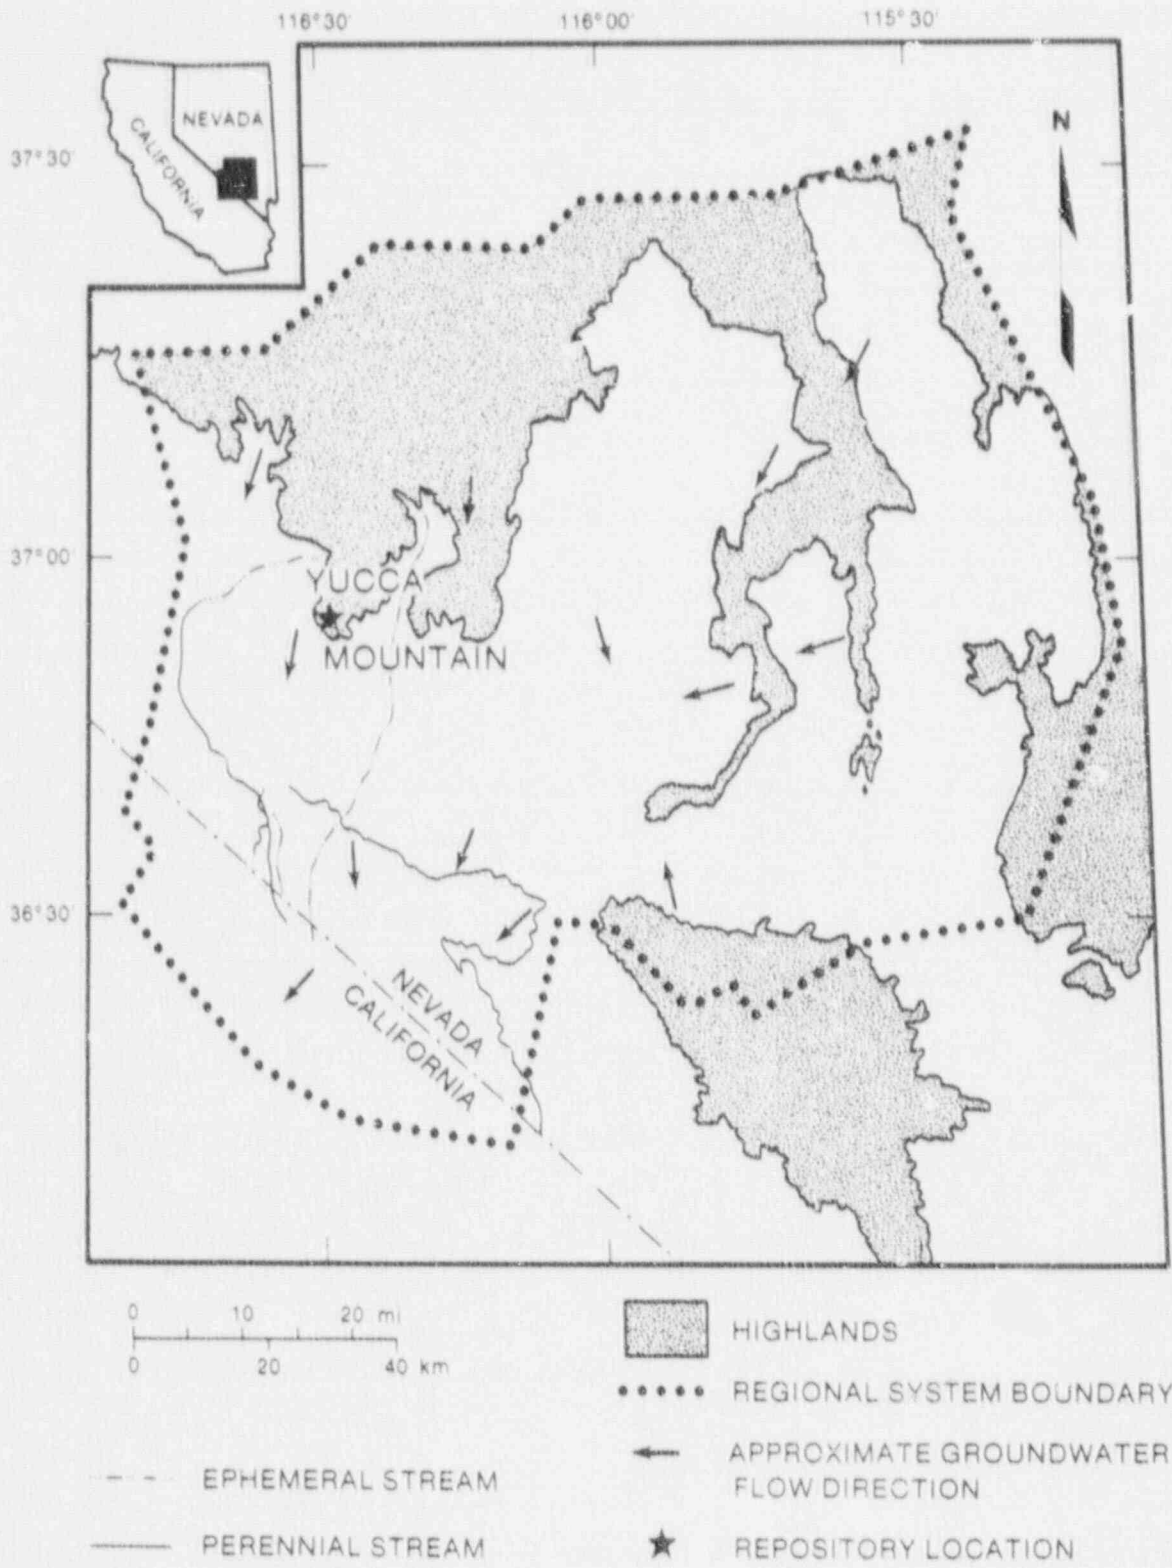 116°30' 116°00' 115°30'
NEVADA
CALIFORNIA
N
37°30'
37°00'
YUCCA
MOUNTAIN
36°30'
NEVADA
CALIFORNIA
0 10 20 mi
0 20 40 km
HIGHLANDS
REGIONAL SYSTEM BOUNDARY
APPROXIMATE GROUNDWATER
FLOW DIRECTION
EPHEMERAL STREAM
PERENNIAL STREAM
REPOSITORY LOCATION